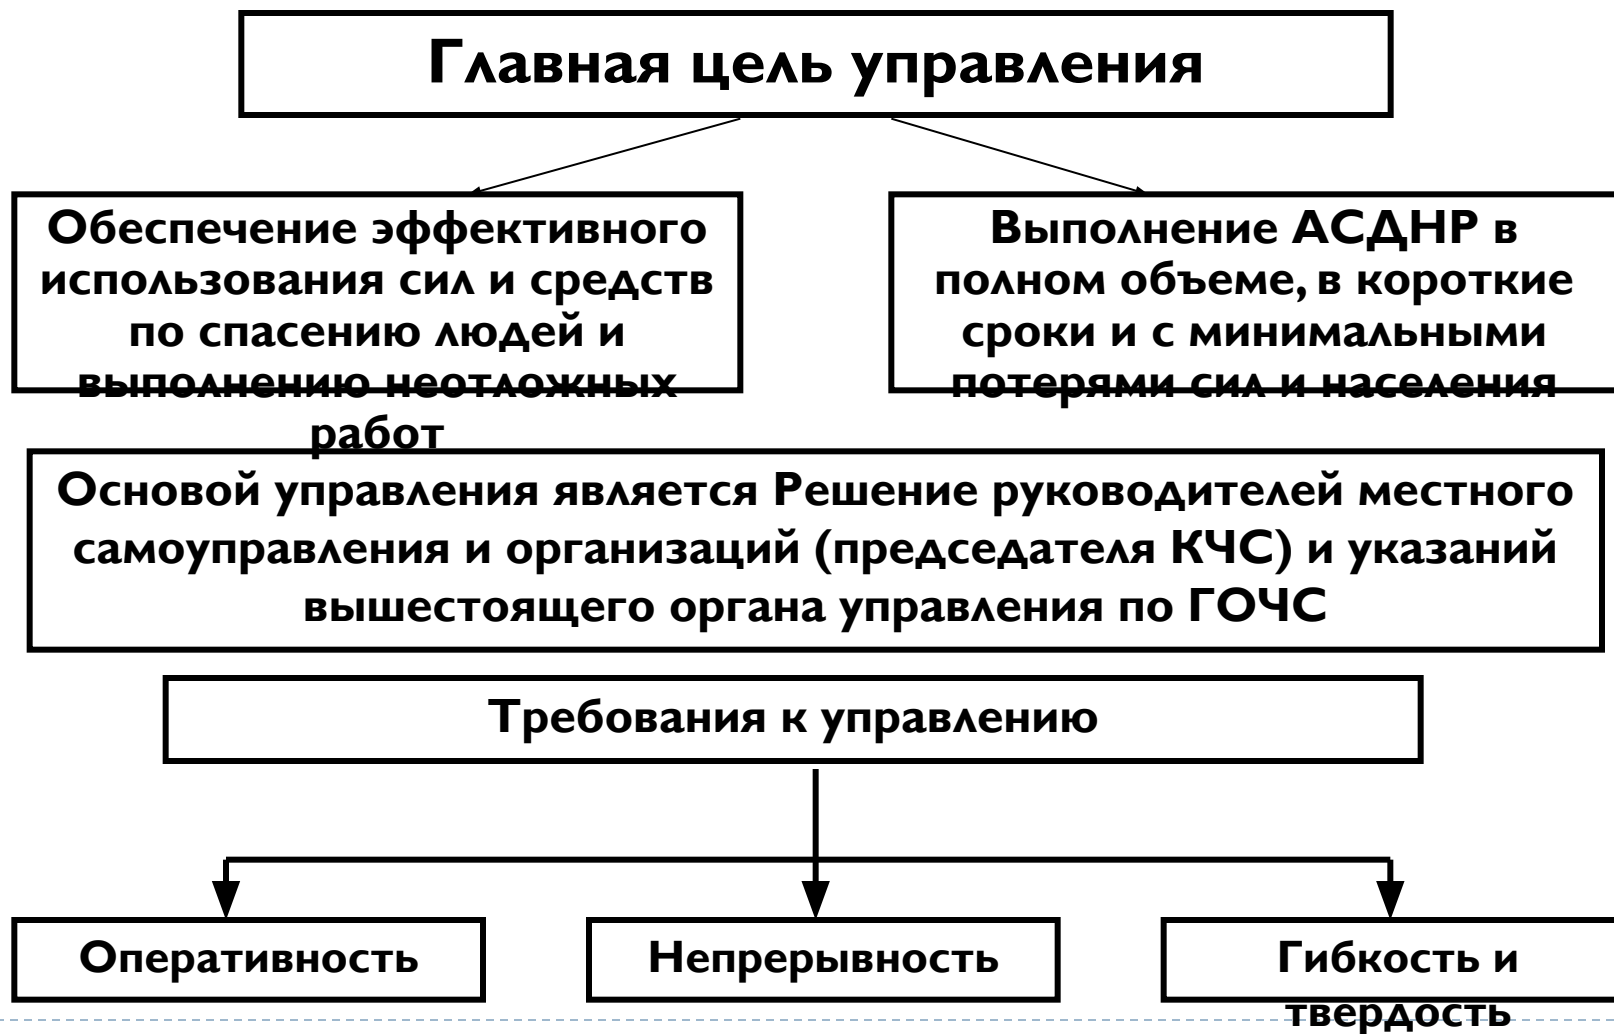 Главная цель управления
Обеспечение эффективного
использования сил и средств
по спасению людей и
выполнению неотложных
работ
Выполнение АСДНР в
полном объеме, в короткие
сроки и с минимальными
потерями сил и населения
Основой управления является Решение руководителей местного
самоуправления и организаций (председателя КЧС) и указаний
вышестоящего органа управления по ГОЧС
Требования к управлению
Оперативность
Непрерывность
Гибкость и
твердость